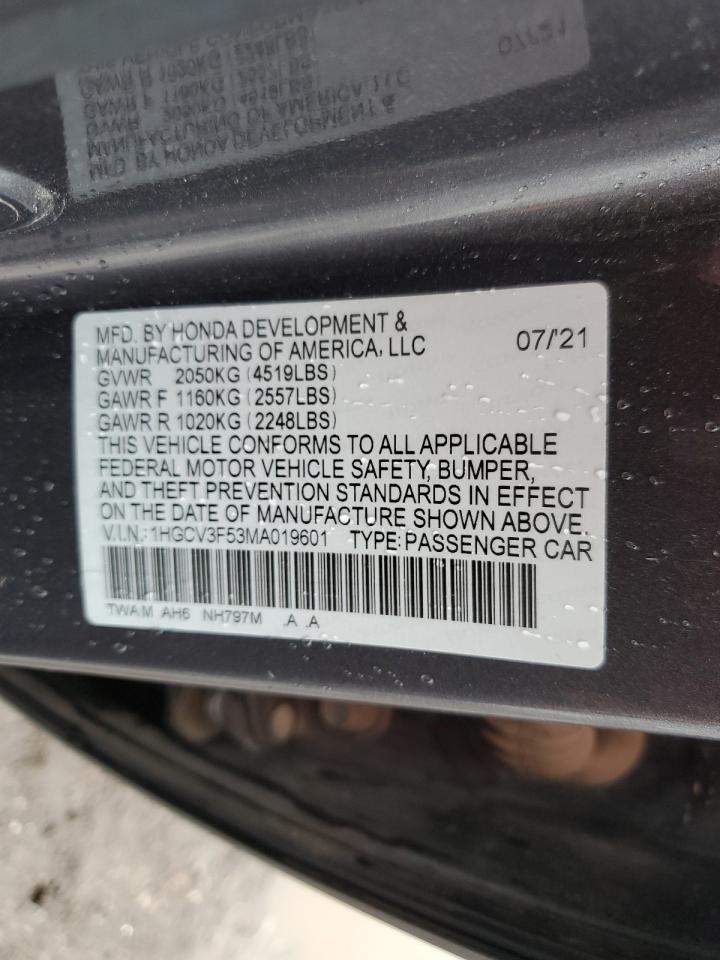 MFD. BY HONDA DEVELOPMENT &
MANUFACTURING OF AMERICA, LLC 07/'21
GVWR 2050KG (4519LBS)
GAWR F 1160KG (2557LBS)
GAWR R 1020KG (2248LBS)
THIS VEHICLE CONFORMS TO ALL APPLICABLE
FEDERAL MOTOR VEHICLE SAFETY, BUMPER,
AND THEFT PREVENTION STANDARDS IN EFFECT
ON THE DATE OF MANUFACTURE SHOWN ABOVE.
V.I.N.: 1HGCV3F53MA019601 TYPE: PASSENGER CAR
TWA M AH6 NH797M .A .A